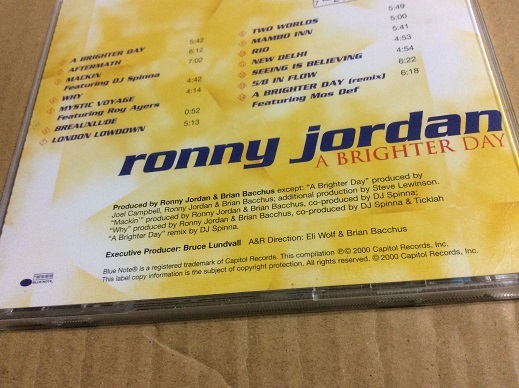 A BRIGHTER DAY 5:42
AFTERMATH 6:12
MACKIN' 7:02
Featuring DJ Spinna
WHY 4:42
MYSTIC VOYAGE 4:14
Featuring Roy Ayers
BREAUXLUDE 0:52
LONDON LOWDOWN 5:13
5:49
TWO WORLDS 5:00
MAMBO INN 5:41
RIO 4:53
NEW DELHI 4:54
SEEING IS BELIEVING 6:22
5/8 IN FLOW 6:18
A BRIGHTER DAY (remix)
Featuring Mos Def
ronny jordan
A BRIGHTER DAY
Produced by Ronny Jordan & Brian Bacchus except: "A Brighter Day" produced by
Joel Campbell, Ronny Jordan & Brian Bacchus; additional production by Steve Lewinson.
"Mackin'" produced by Ronny Jordan & Brian Bacchus, co-produced by DJ Spinna;
"Why" produced by Ronny Jordan & Brian Bacchus, co-produced by DJ Spinna & Ticklah
"A Brighter Day" remix by DJ Spinna.
Executive Producer: Bruce Lundvall A&R Direction: Eli Wolf & Brian Bacchus
Blue Note® is a registered trademark of Capitol Records, Inc. This compilation ℗© 2000 Capitol Records, Inc.
This label copy information is the subject of copyright protection. All rights reserved. © 2000 Capitol Records, Inc.
BLUE NOTE